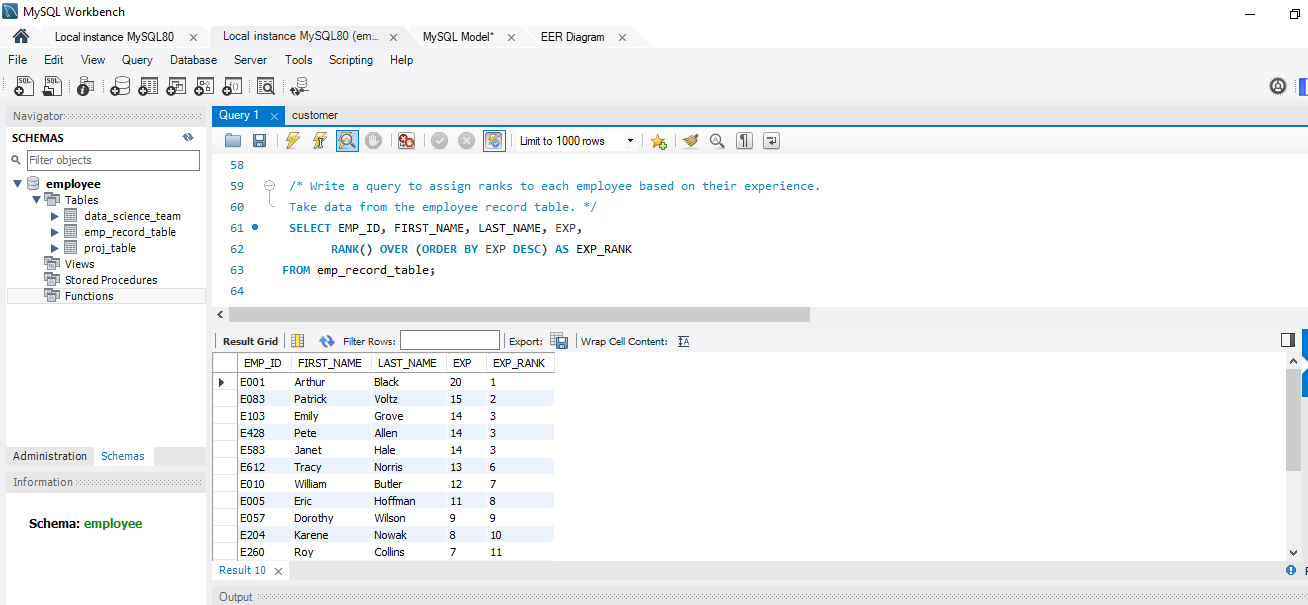 MySQL Workbench
Local instance MySQL80 Local instance MySQL80 (em... MySQL Model* EER Diagram
File Edit View Query Database Server Tools Scripting Help
Navigator
SCHEMAS
Filter objects
employee
Tables
data_science_team
emp_record_table
proj_table
Views
Stored Procedures
Functions
Administration Schemas
Information
Schema: employee
Query 1 customer
Limit to 1000 rows
58
59 /* Write a query to assign ranks to each employee based on their experience.
60 Take data from the employee record table. */
61 SELECT EMP_ID, FIRST_NAME, LAST_NAME, EXP,
62 RANK() OVER (ORDER BY EXP DESC) AS EXP_RANK
63 FROM emp_record_table;
64
Result Grid Filter Rows: Export: Wrap Cell Content:
EMP_ID FIRST_NAME LAST_NAME EXP EXP_RANK
E001 Arthur Black 20 1
E083 Patrick Voltz 15 2
E103 Emily Grove 14 3
E428 Pete Allen 14 3
E583 Janet Hale 14 3
E612 Tracy Norris 13 6
E010 William Butler 12 7
E005 Eric Hoffman 11 8
E057 Dorothy Wilson 9 9
E204 Karene Nowak 8 10
E260 Roy Collins 7 11
Result 10
Output